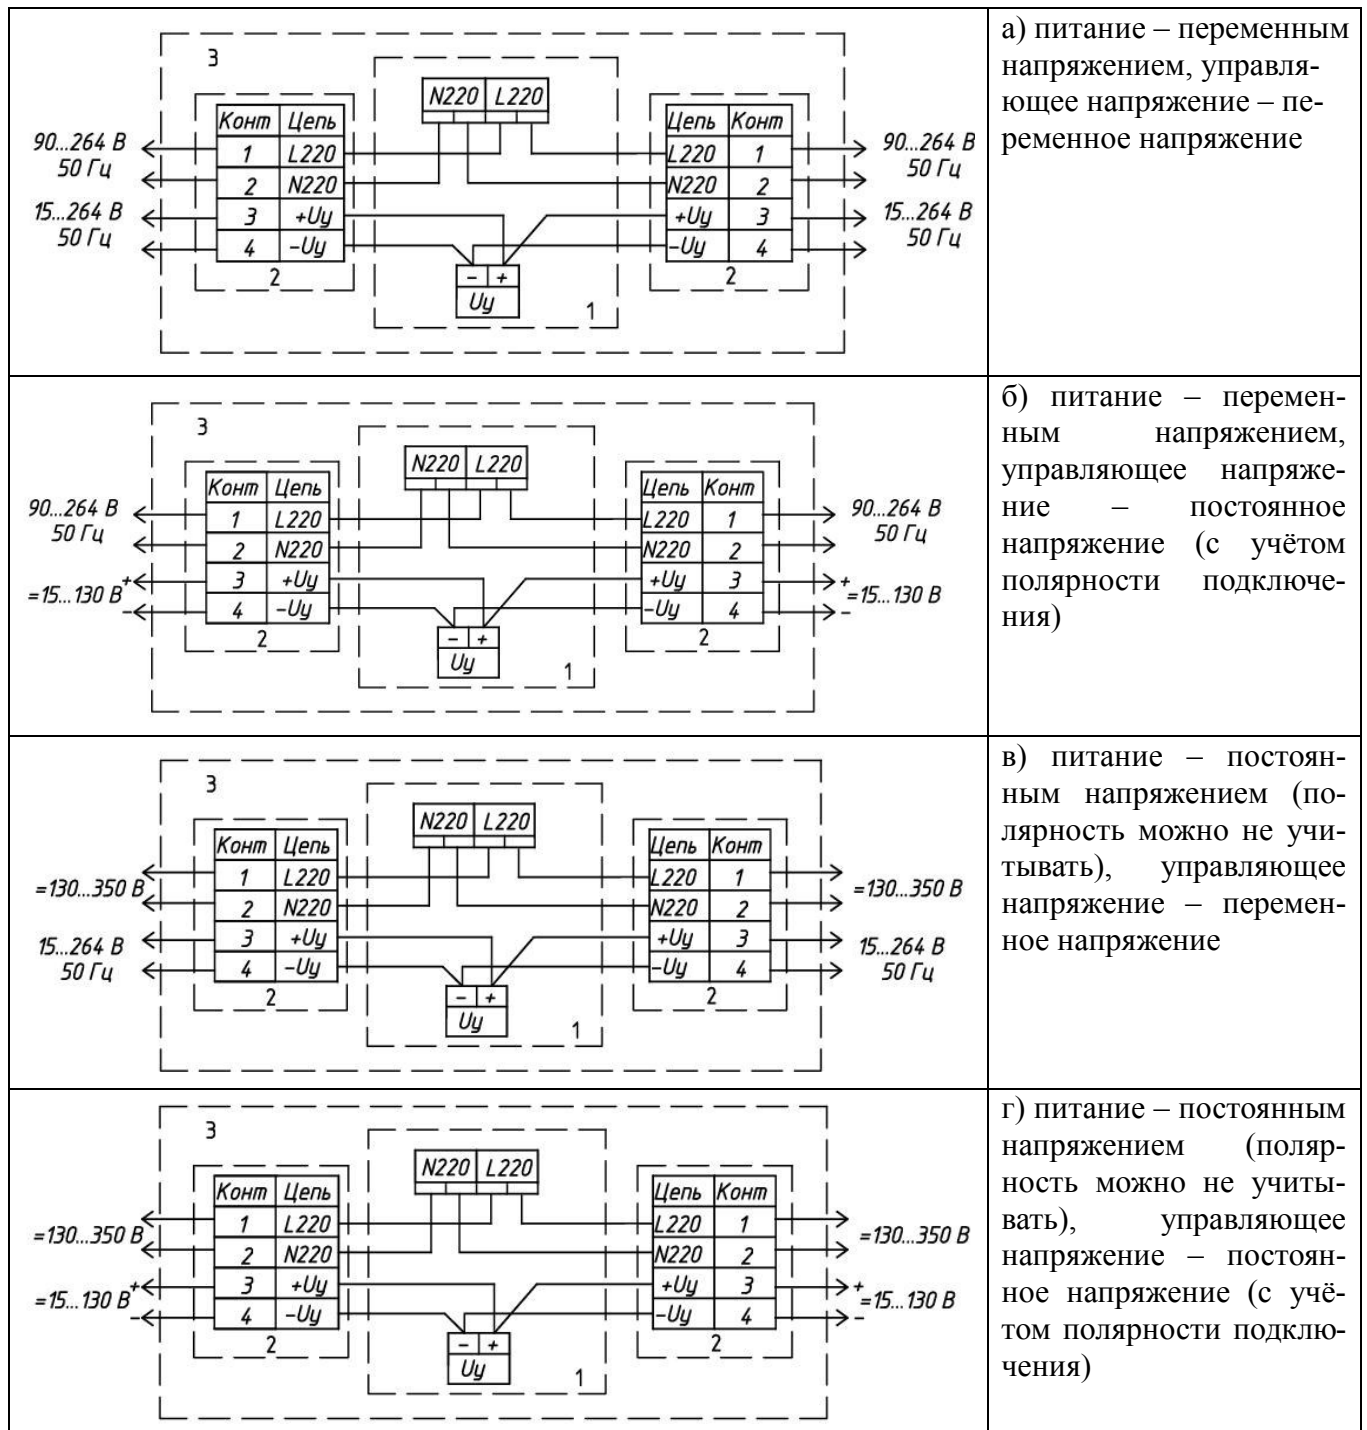 3
N220 L220
Конт Цепь
Цепь Конт
90...264 В
50 Гц
1 L220
L220 1
90...264 В
50 Гц
2 N220
N220 2
15...264 В
50 Гц
3 +Uу
+Uу 3
15...264 В
50 Гц
4 -Uу
-Uу 4
2
- +
Uу
1
2
а) питание – переменным
напряжением, управля-
ющее напряжение – пе-
ременное напряжение
3
N220 L220
Конт Цепь
Цепь Конт
90...264 В
50 Гц
1 L220
L220 1
90...264 В
50 Гц
2 N220
N220 2
=15...130 В
+
-
3 +Uу
+Uу 3
+
=15...130 В
-
4 -Uу
-Uу 4
2
- +
Uу
1
2
б) питание – перемен-
ным напряжением,
управляющее напряже-
ние – постоянное
напряжение (с учётом
полярности подключе-
ния)
3
N220 L220
Конт Цепь
Цепь Конт
=130...350 В
1 L220
L220 1
=130...350 В
2 N220
N220 2
15...264 В
50 Гц
3 +Uу
+Uу 3
15...264 В
50 Гц
4 -Uу
-Uу 4
2
- +
Uу
1
2
в) питание – постоян-
ным напряжением (по-
лярность можно не учи-
тывать), управляющее
напряжение – перемен-
ное напряжение
3
N220 L220
Конт Цепь
Цепь Конт
=130...350 В
1 L220
L220 1
=130...350 В
2 N220
N220 2
=15...130 В
+
-
3 +Uу
+Uу 3
+
=15...130 В
-
4 -Uу
-Uу 4
2
- +
Uу
1
2
г) питание – постоянным
напряжением (поляр-
ность можно не учиты-
вать), управляющее
напряжение – постоян-
ное напряжение (с учё-
том полярности подклю-
чения)